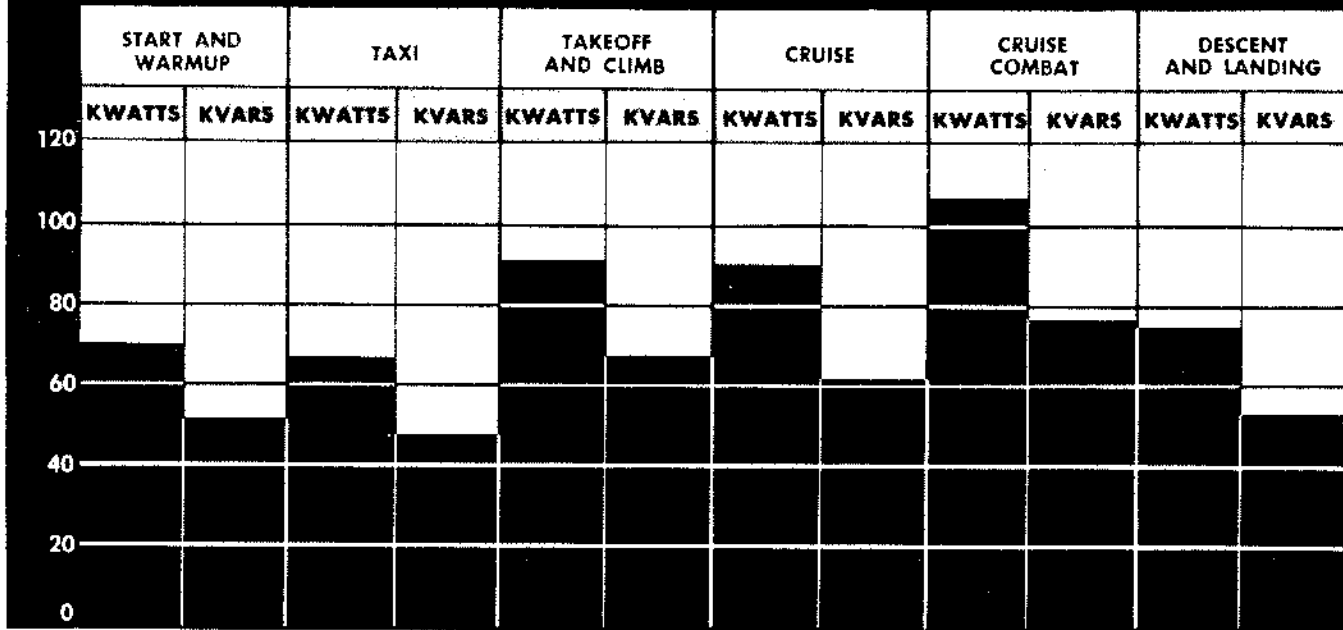 START AND
WARMUP
TAXI
TAKEOFF
AND CLIMB
CRUISE
CRUISE
COMBAT
DESCENT
AND LANDING
KWATTS KVARS KWATTS KVARS KWATTS KVARS KWATTS KVARS KWATTS KVARS KWATTS KVARS
120
100
80
60
40
20
0